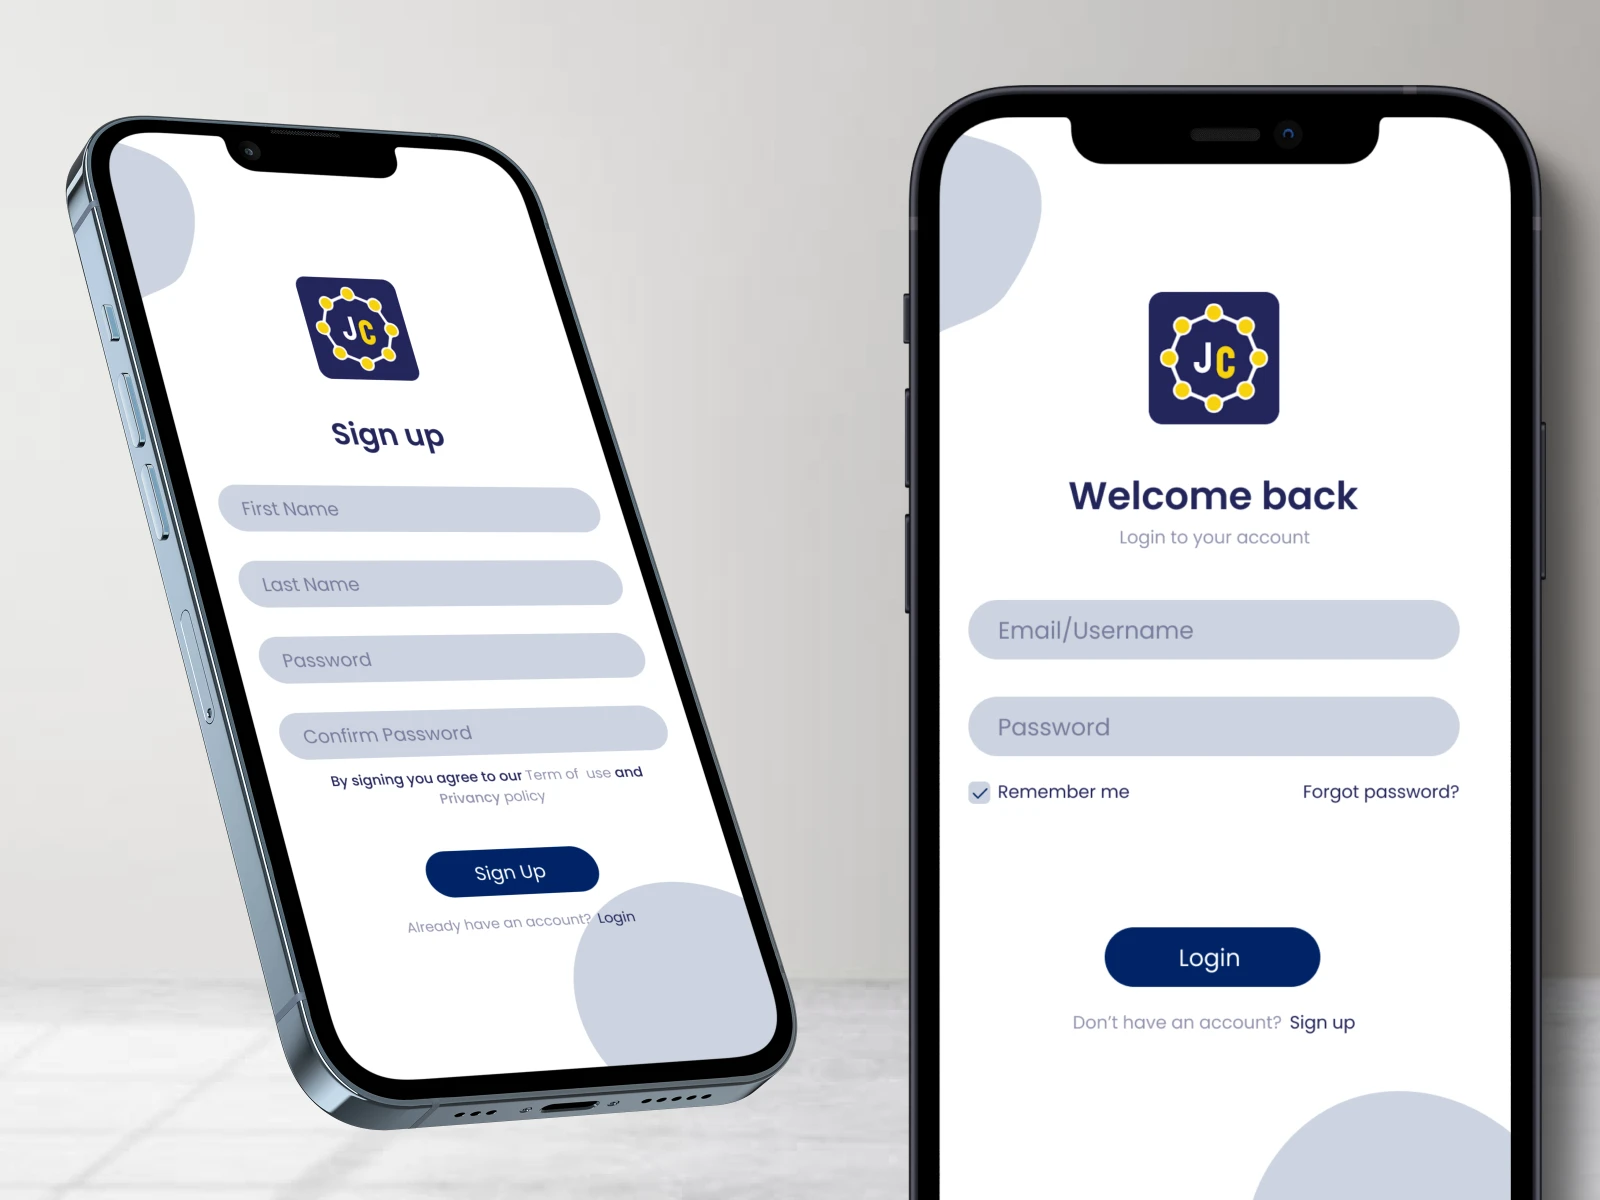 JC
Sign up
First Name
Last Name
Password
Confirm Password
By signing you agree to our Term of  use and
Privancy policy
Sign Up
Already have an account? Login
JC
Welcome back
Login to your account
Email/Username
Password
Remember me
Forgot password?
Login
Don't have an account? Sign up